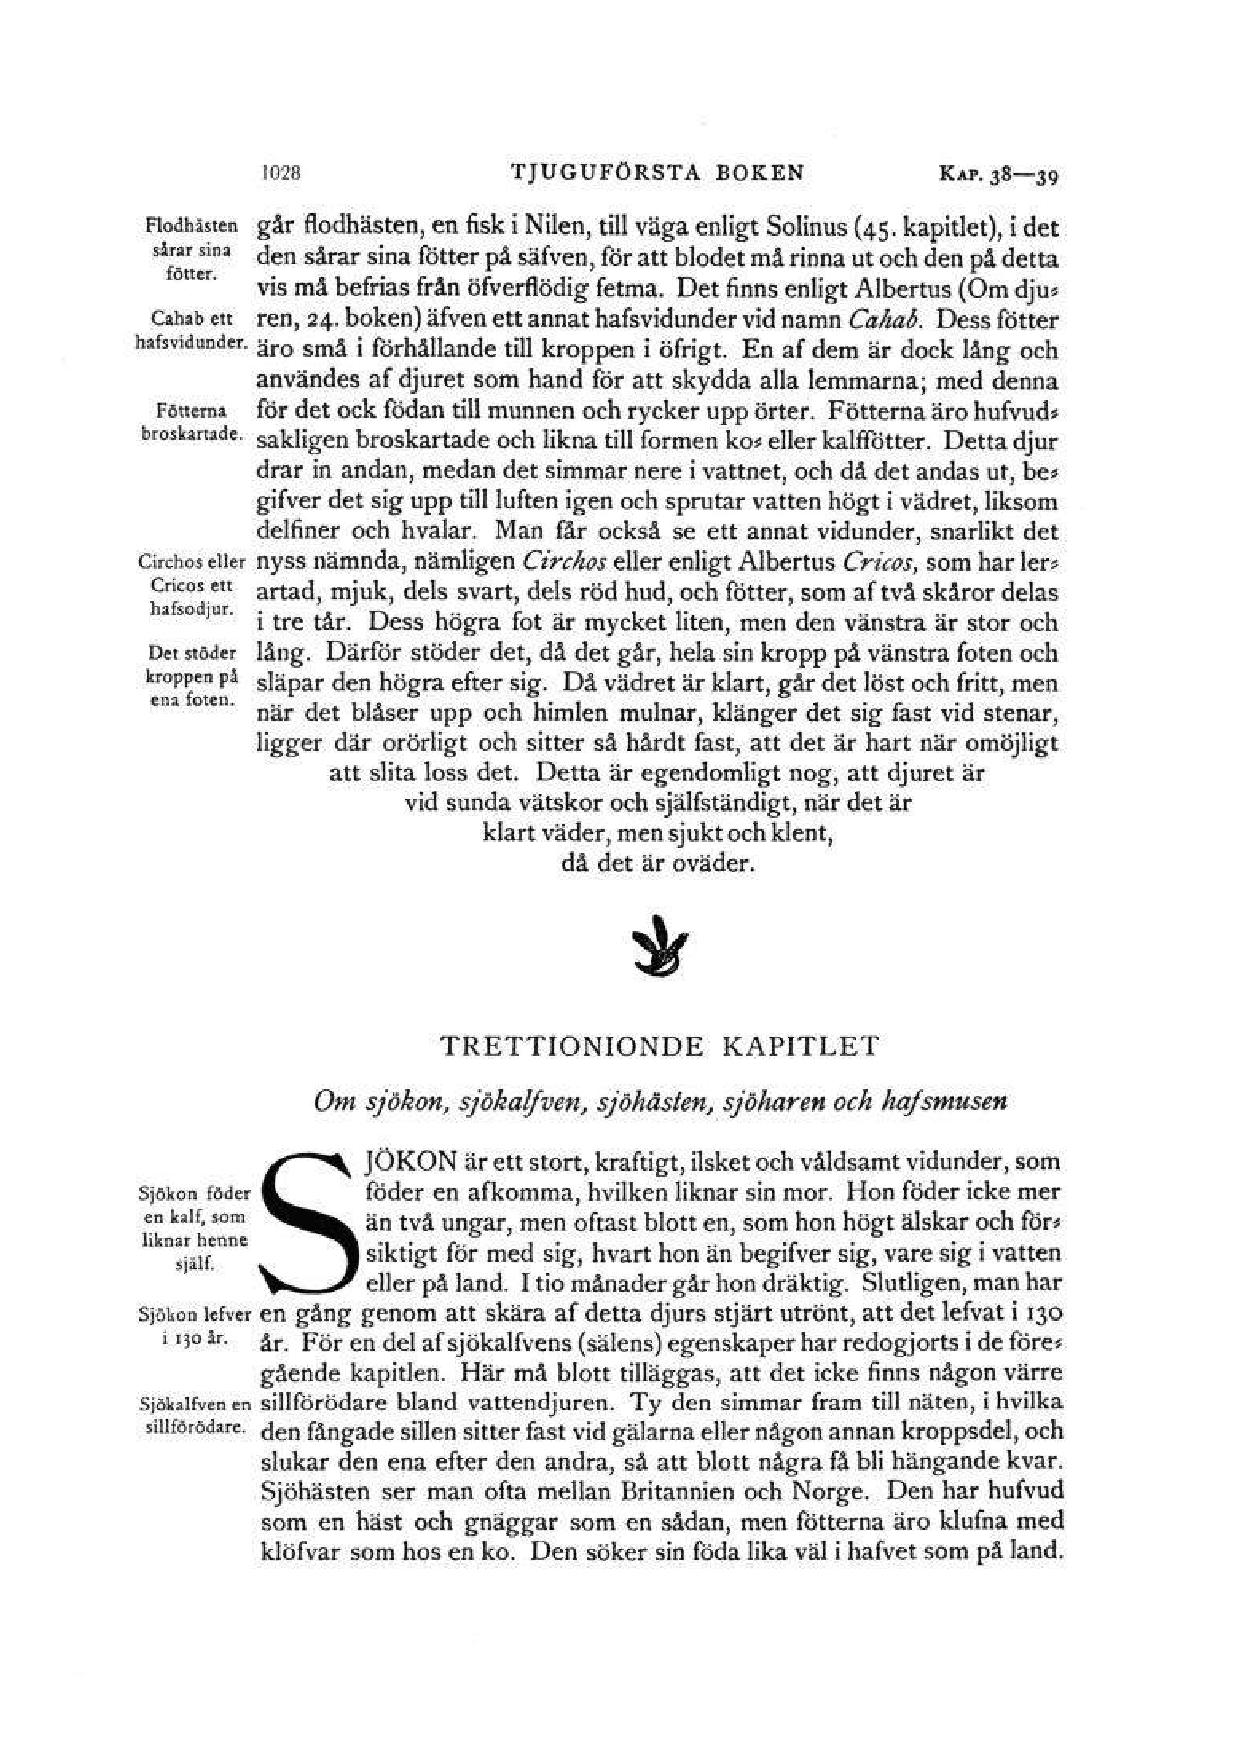 1028 TJUGUFÖRSTA BOKEN KAP. 38—39
Flodhästen
sårar sina
fötter.
går flodhästen, en fisk i Nilen, till väga enligt Solinus (45. kapitlet), i det
den sårar sina fötter på säfven, för att blodet må rinna ut och den på detta
vis må befrias från öfverflödig fetma. Det finns enligt Albertus (Om dju-
Cahab ett
hafsvidunder.
ren, 24. boken) äfven ett annat hafsvidunder vid namn Cahab. Dess fötter
äro små i förhållande till kroppen i öfrigt. En af dem är dock lång och
användes af djuret som hand för att skydda alla lemmarna; med denna
Fötterna
broskartade.
för det ock födan till munnen och rycker upp örter. Fötterna äro hufvud-
sakligen broskartade och likna till formen ko- eller kalffötter. Detta djur
drar in andan, medan det simmar nere i vattnet, och då det andas ut, be-
gifver det sig upp till luften igen och sprutar vatten högt i vädret, liksom
delfiner och hvalar. Man får också se ett annat vidunder, snarlikt det
Circhos eller
Cricos ett
hafsodjur.
nyss nämnda, nämligen Circhos eller enligt Albertus Cricos, som har ler-
artad, mjuk, dels svart, dels röd hud, och fötter, som af två skåror delas
i tre tår. Dess högra fot är mycket liten, men den vänstra är stor och
Det stöder
kroppen på
ena foten.
lång. Därför stöder det, då det går, hela sin kropp på vänstra foten och
släpar den högra efter sig. Då vädret är klart, går det löst och fritt, men
när det blåser upp och himlen mulnar, klänger det sig fast vid stenar,
ligger där orörligt och sitter så hårdt fast, att det är hart när omöjligt
att slita loss det. Detta är egendomligt nog, att djuret är
vid sunda vätskor och själfständigt, när det är
klart väder, men sjukt och klent,
då det är oväder.
TRETTIONIONDE KAPITLET
Om sjökon, sjökalfven, sjöhästen, sjöharen och hafsmusen
SJÖKON är ett stort, kraftigt, ilsket och våldsamt vidunder, som
Sjökon föder
en kalf, som
liknar henne
själf.
föder en afkomma, hvilken liknar sin mor. Hon föder icke mer
än två ungar, men oftast blott en, som hon högt älskar och för-
siktigt för med sig, hvart hon än begifver sig, vare sig i vatten
eller på land. I tio månader går hon dräktig. Slutligen, man har
Sjökon lefver
i 130 år.
en gång genom att skära af detta djurs stjärt utrönt, att det lefvat i 130
år. För en del af sjökalfvens (sälens) egenskaper har redogjorts i de före-
gående kapitlen. Här må blott tilläggas, att det icke finns någon värre
Sjökalfven en
sillförödare.
sillförödare bland vattendjuren. Ty den simmar fram till näten, i hvilka
den fångade sillen sitter fast vid gälarna eller någon annan kroppsdel, och
slukar den ena efter den andra, så att blott några få bli hängande kvar.
Sjöhästen ser man ofta mellan Britannien och Norge. Den har hufvud
som en häst och gnäggar som en sådan, men fötterna äro klufna med
klöfvar som hos en ko. Den söker sin föda lika väl i hafvet som på land.